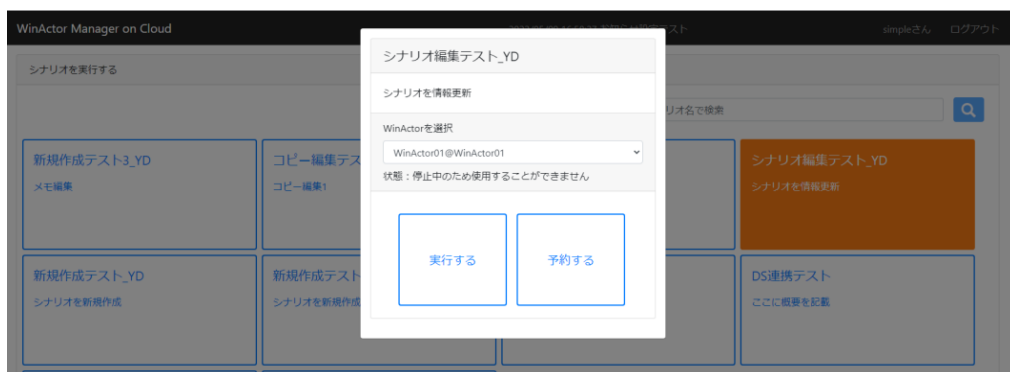 WinActor Manager on Cloud
simpleさん ログアウト
シナリオを実行する
リオ名で検索
新規作成テスト3_YD
メモ編集
コピー編集テス
コピー編集1
シナリオ編集テスト_YD
シナリオを情報更新
新規作成テスト_YD
シナリオを新規作成
新規作成テスト
シナリオを新規作成
DS連携テスト
ここに概要を記載
シナリオ編集テスト_YD
シナリオを情報更新
WinActorを選択
WinActor01@WinActor01
状態：停止中のため使用することができません
実行する
予約する